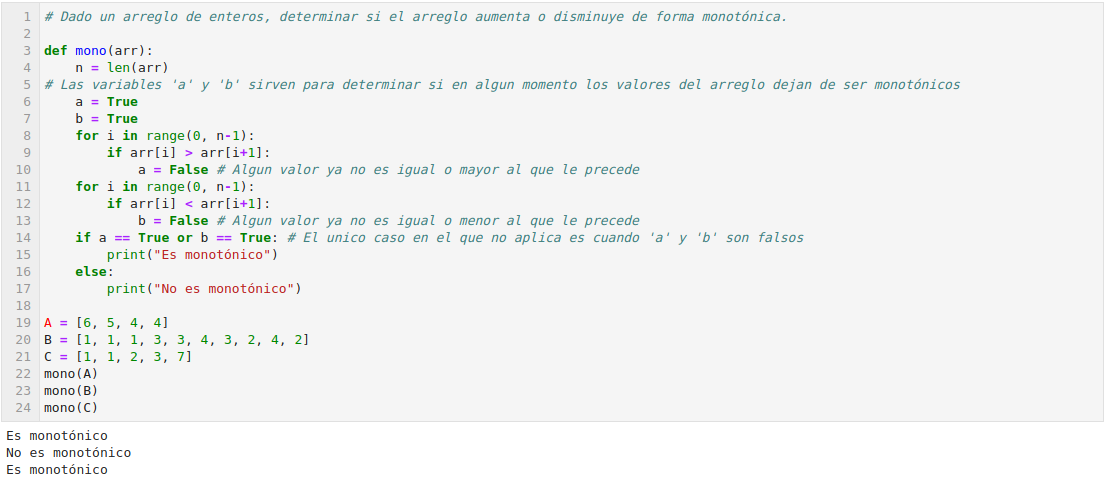 1 # Dado un arreglo de enteros, determinar si el arreglo aumenta o disminuye de forma monotónica.
2
3 def mono(arr):
4     n = len(arr)
5 # Las variables 'a' y 'b' sirven para determinar si en algun momento los valores del arreglo dejan de ser monotónicos
6     a = True
7     b = True
8     for i in range(0, n-1):
9         if arr[i] > arr[i+1]:
10             a = False # Algun valor ya no es igual o mayor al que le precede
11     for i in range(0, n-1):
12         if arr[i] < arr[i+1]:
13             b = False # Algun valor ya no es igual o menor al que le precede
14     if a == True or b == True: # El unico caso en el que no aplica es cuando 'a' y 'b' son falsos
15         print("Es monotónico")
16     else:
17         print("No es monotónico")
18
19 A = [6, 5, 4, 4]
20 B = [1, 1, 1, 3, 3, 4, 3, 2, 4, 2]
21 C = [1, 1, 2, 3, 7]
22 mono(A)
23 mono(B)
24 mono(C)
Es monotónico
No es monotónico
Es monotónico